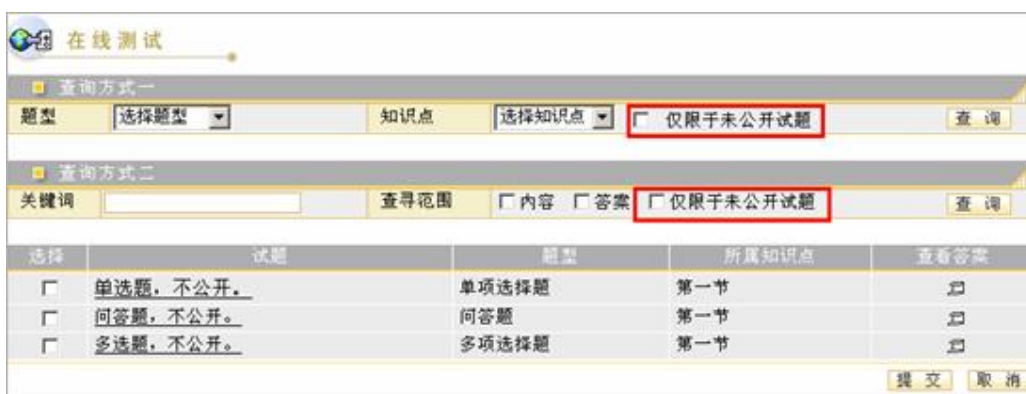 在线测试
查询方式一
题型 选择题型 知识点 选择知识点 仅限于未公开试题 查 询
查询方式二
关键词 查寻范围 内容 答案 仅限于未公开试题 查 询
选择 试题 题型 所属知识点 查看答案
单选题，不公开。 单项选择题 第一节
问答题，不公开。 问答题 第一节
多选题，不公开。 多项选择题 第一节
提 交 取 消